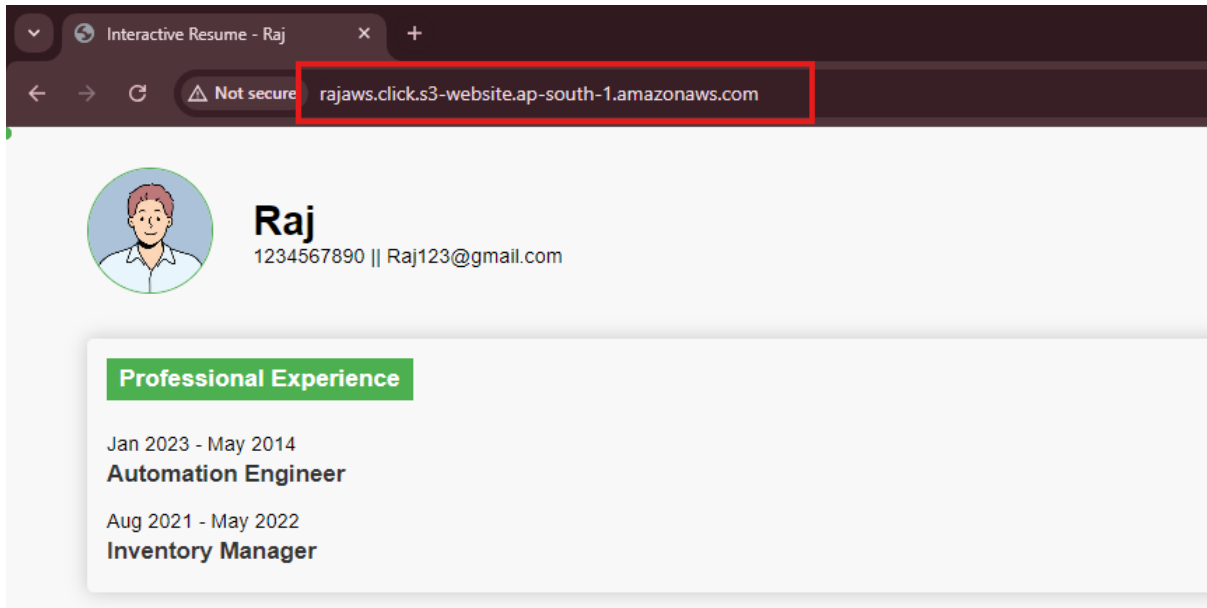 Interactive Resume - Raj
Not secure rajaws.click.s3-website.ap-south-1.amazonaws.com
Raj
1234567890 || Raj123@gmail.com
Professional Experience
Jan 2023 - May 2014
Automation Engineer
Aug 2021 - May 2022
Inventory Manager